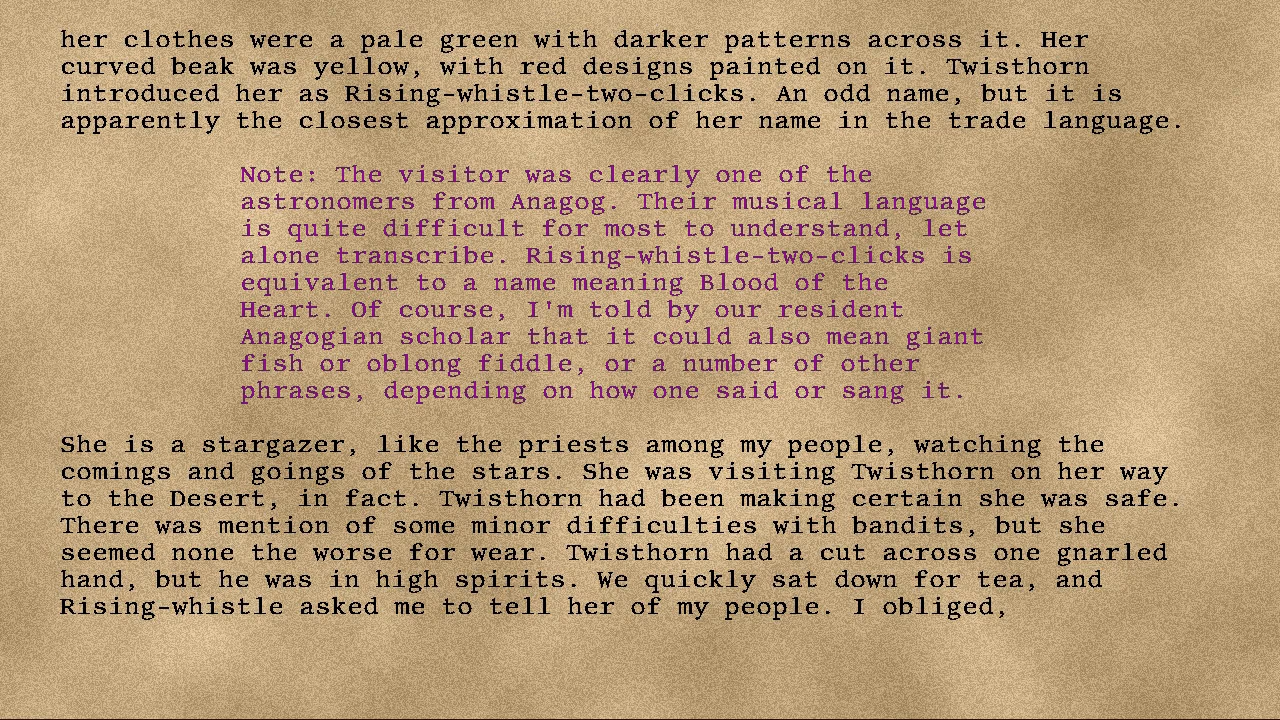 her clothes were a pale green with darker patterns across it. Her
curved beak was yellow, with red designs painted on it. Twisthorn
introduced her as Rising-whistle-two-clicks. An odd name, but it is
apparently the closest approximation of her name in the trade language.
Note: The visitor was clearly one of the
astronomers from Anagog. Their musical language
is quite difficult for most to understand, let
alone transcribe. Rising-whistle-two-clicks is
equivalent to a name meaning Blood of the
Heart. Of course, I'm told by our resident
Anagogian scholar that it could also mean giant
fish or oblong fiddle, or a number of other
phrases, depending on how one said or sang it.
She is a stargazer, like the priests among my people, watching the
comings and goings of the stars. She was visiting Twisthorn on her way
to the Desert, in fact. Twisthorn had been making certain she was safe.
There was mention of some minor difficulties with bandits, but she
seemed none the worse for wear. Twisthorn had a cut across one gnarled
hand, but he was in high spirits. We quickly sat down for tea, and
Rising-whistle asked me to tell her of my people. I obliged,